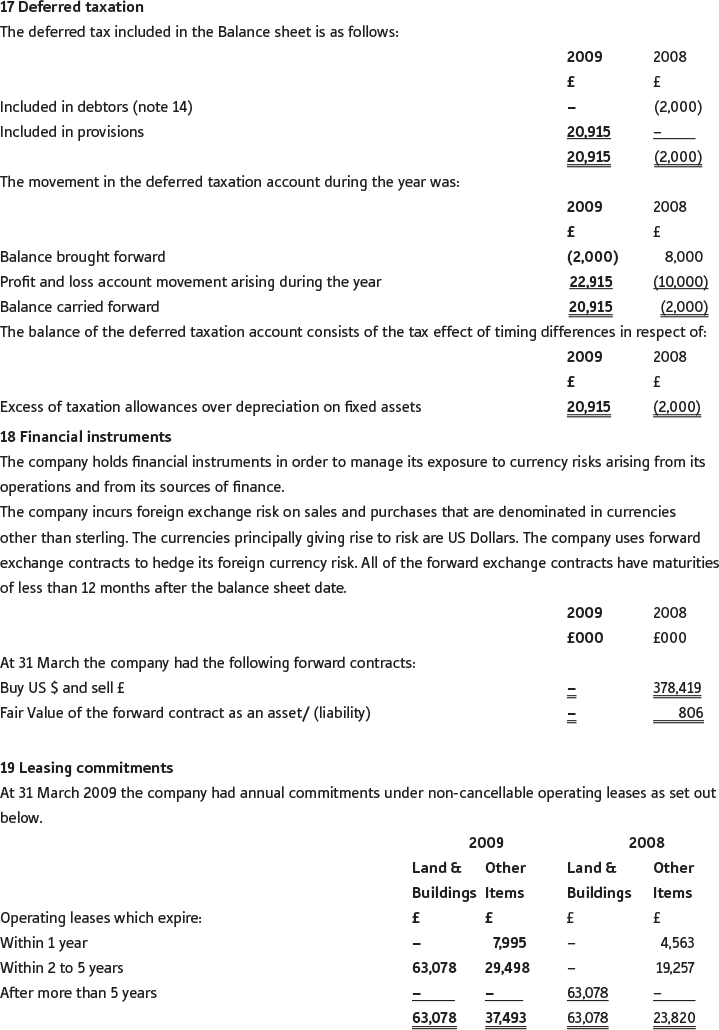 17 Deferred taxation
The deferred tax included in the Balance sheet is as follows:
2009 2008
£ £
Included in debtors (note 14) – (2,000)
Included in provisions 20,915 –
20,915 (2,000)
The movement in the deferred taxation account during the year was:
2009 2008
£ £
Balance brought forward (2,000) 8,000
Profit and loss account movement arising during the year 22,915 (10,000)
Balance carried forward 20,915 (2,000)
The balance of the deferred taxation account consists of the tax effect of timing differences in respect of:
2009 2008
£ £
Excess of taxation allowances over depreciation on fixed assets 20,915 (2,000)
18 Financial instruments
The company holds financial instruments in order to manage its exposure to currency risks arising from its
operations and from its sources of finance.
The company incurs foreign exchange risk on sales and purchases that are denominated in currencies
other than sterling. The currencies principally giving rise to risk are US Dollars. The company uses forward
exchange contracts to hedge its foreign currency risk. All of the forward exchange contracts have maturities
of less than 12 months after the balance sheet date.
2009 2008
£000 £000
At 31 March the company had the following forward contracts:
Buy US $ and sell £ – 378,419
Fair Value of the forward contract as an asset/ (liability) – 806
19 Leasing commitments
At 31 March 2009 the company had annual commitments under non-cancellable operating leases as set out
below.
2009 2008
Land & Other Land & Other
Buildings Items Buildings Items
Operating leases which expire: £ £ £ £
Within 1 year – 7,995 – 4,563
Within 2 to 5 years 63,078 29,498 – 19,257
After more than 5 years – – 63,078 –
63,078 37,493 63,078 23,820